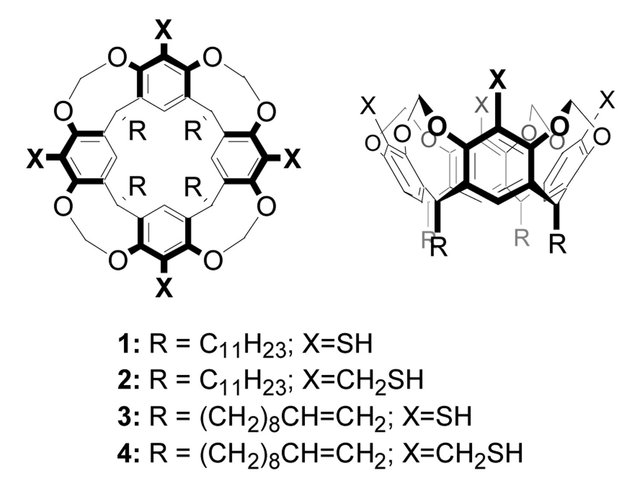 X
O O
O O
R R
X X
R R
O O
O O
X
X
X X X
O O O O
O O
R R R R
1: R = C₁₁H₂₃; X=SH
2: R = C₁₁H₂₃; X=CH₂SH
3: R = (CH₂)₈CH=CH₂; X=SH
4: R = (CH₂)₈CH=CH₂; X=CH₂SH